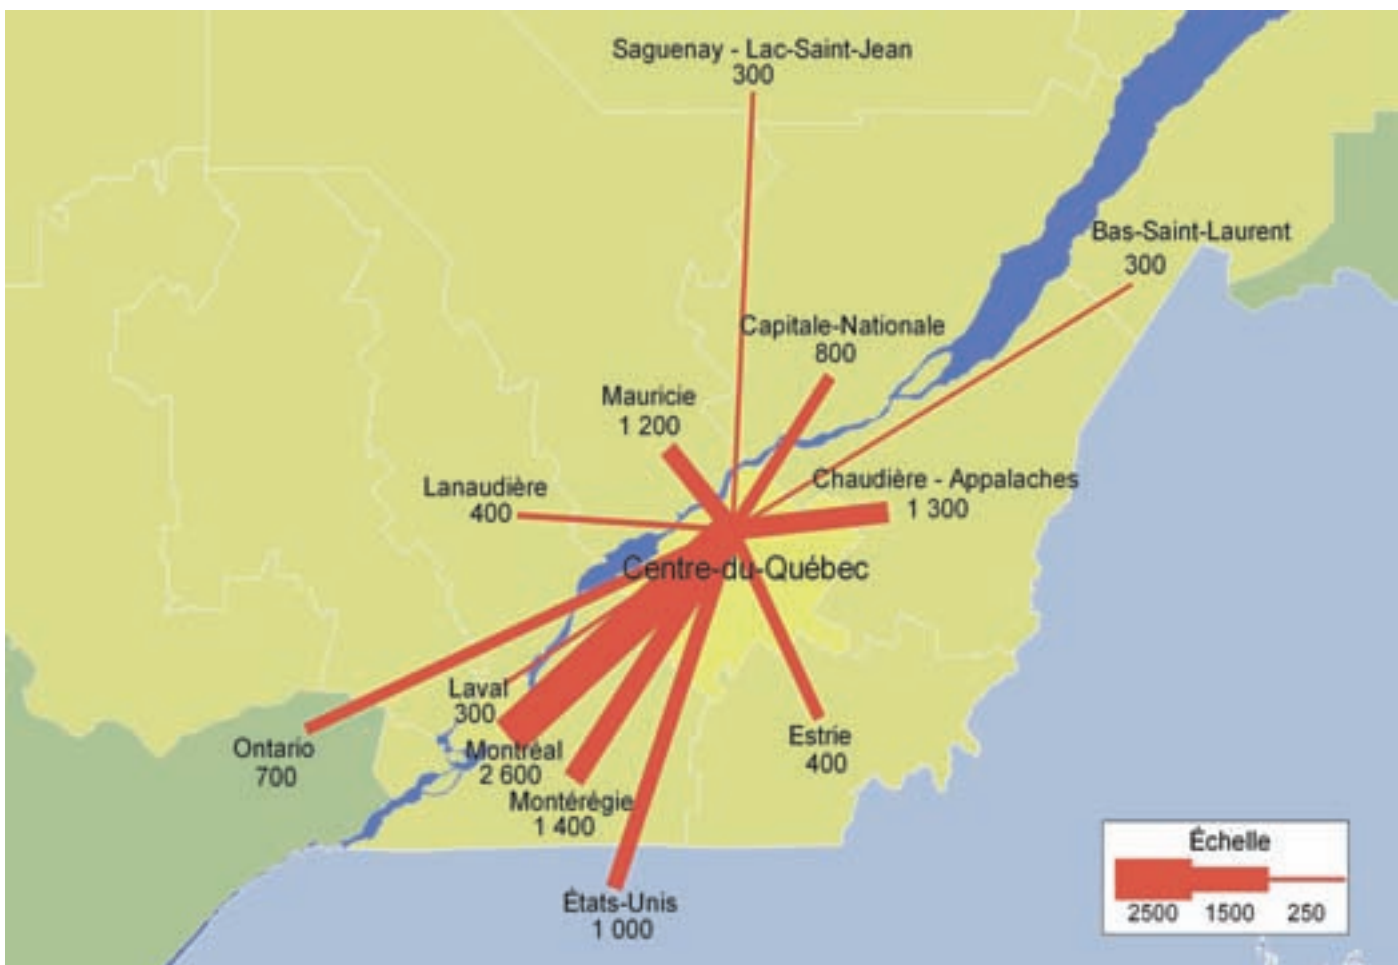 Saguenay - Lac-Saint-Jean
300
Bas-Saint-Laurent
300
Capitale-Nationale
800
Mauricie
1 200
Chaudière - Appalaches
1 300
Lanaudière
400
Centre-du-Québec
Laval
300
Ontario
700
Montréal
2 600
Estrie
400
Montérégie
1 400
États-Unis
1 000
Échelle
2500 1500 250